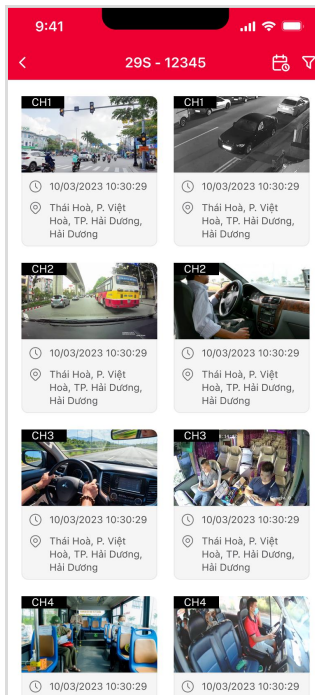 9:41
29S - 12345
CH1
CH1
10/03/2023 10:30:29
10/03/2023 10:30:29
Thái Hoà, P. Việt
Hoà, TP. Hải Dương,
Hải Dương
Thái Hoà, P. Việt
Hoà, TP. Hải Dương,
Hải Dương
CH2
CH2
10/03/2023 10:30:29
10/03/2023 10:30:29
Thái Hoà, P. Việt
Hoà, TP. Hải Dương,
Hải Dương
Thái Hoà, P. Việt
Hoà, TP. Hải Dương,
Hải Dương
CH3
CH3
10/03/2023 10:30:29
10/03/2023 10:30:29
Thái Hoà, P. Việt
Hoà, TP. Hải Dương,
Hải Dương
Thái Hoà, P. Việt
Hoà, TP. Hải Dương,
Hải Dương
CH4
CH4
10/03/2023 10:30:29
10/03/2023 10:30:29